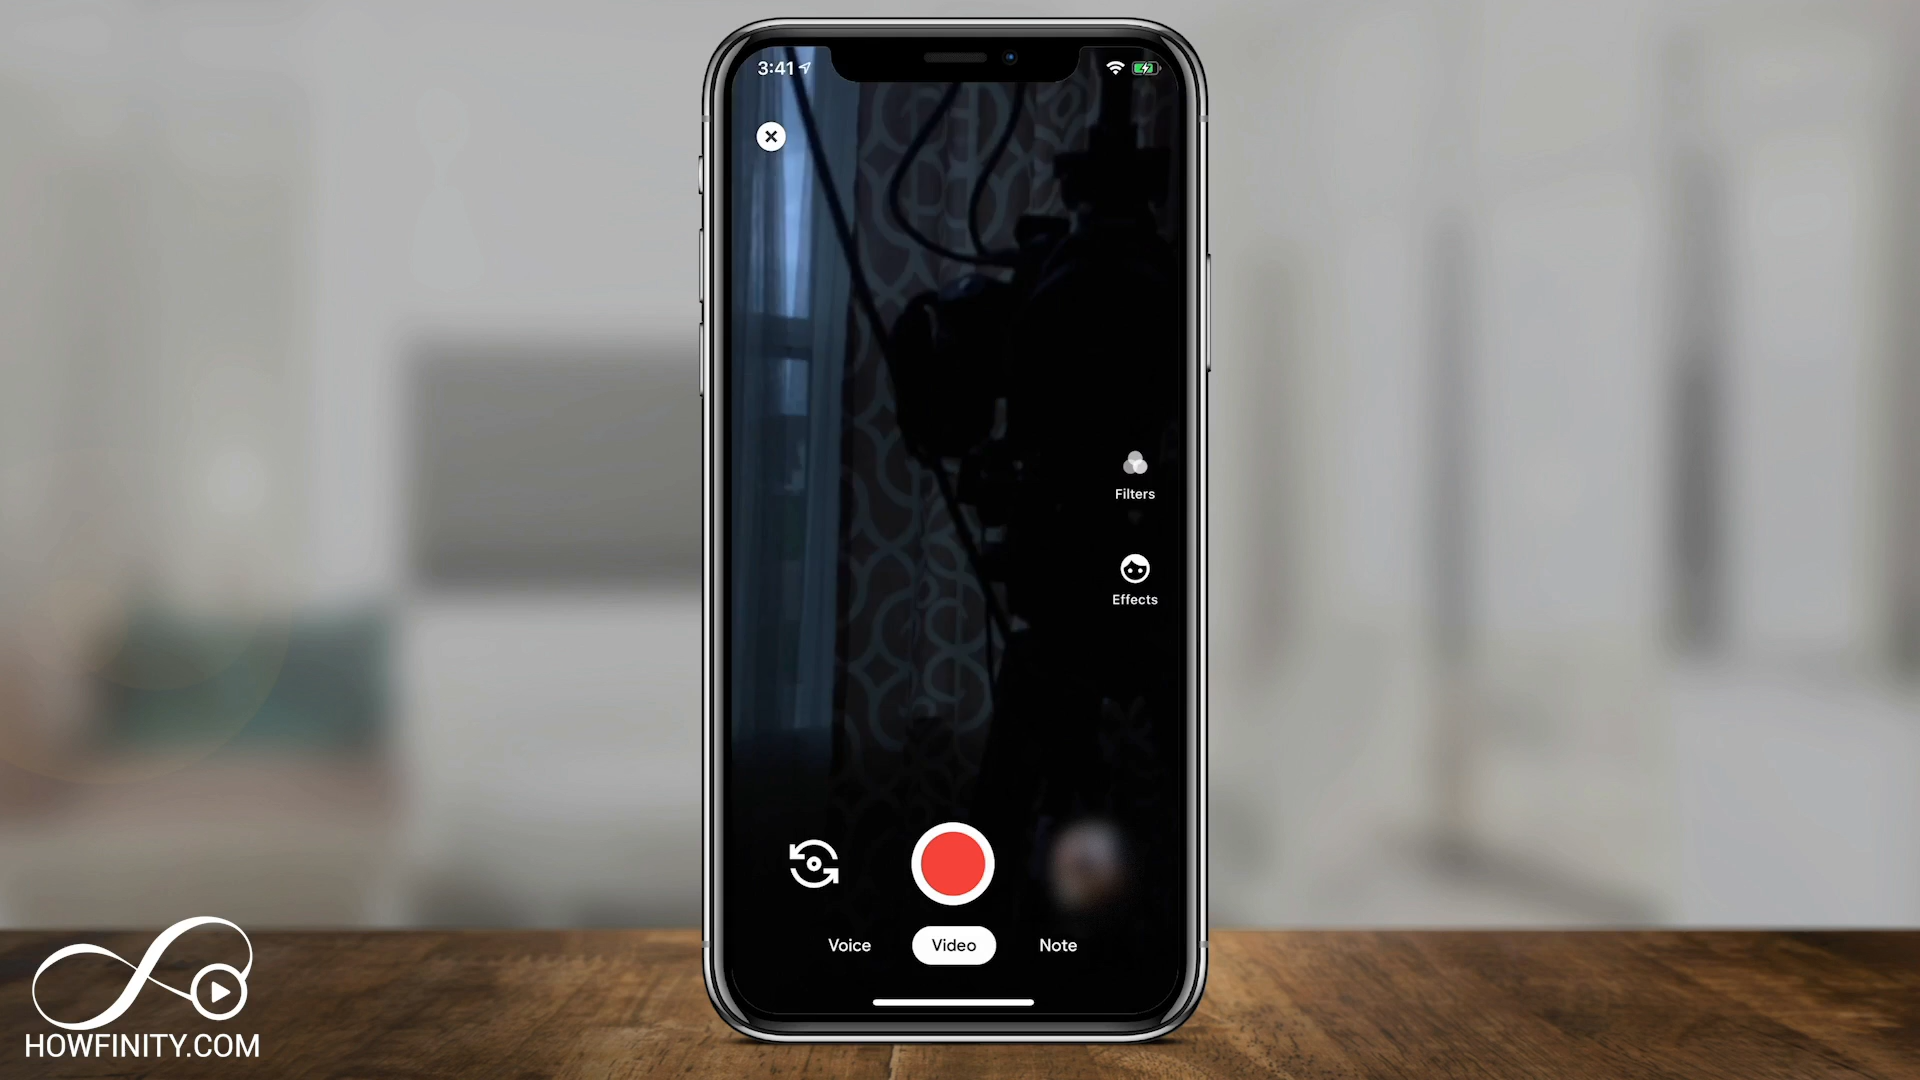 3:41
Filters
Effects
Voice
Video
Note
HOWFINITY.COM